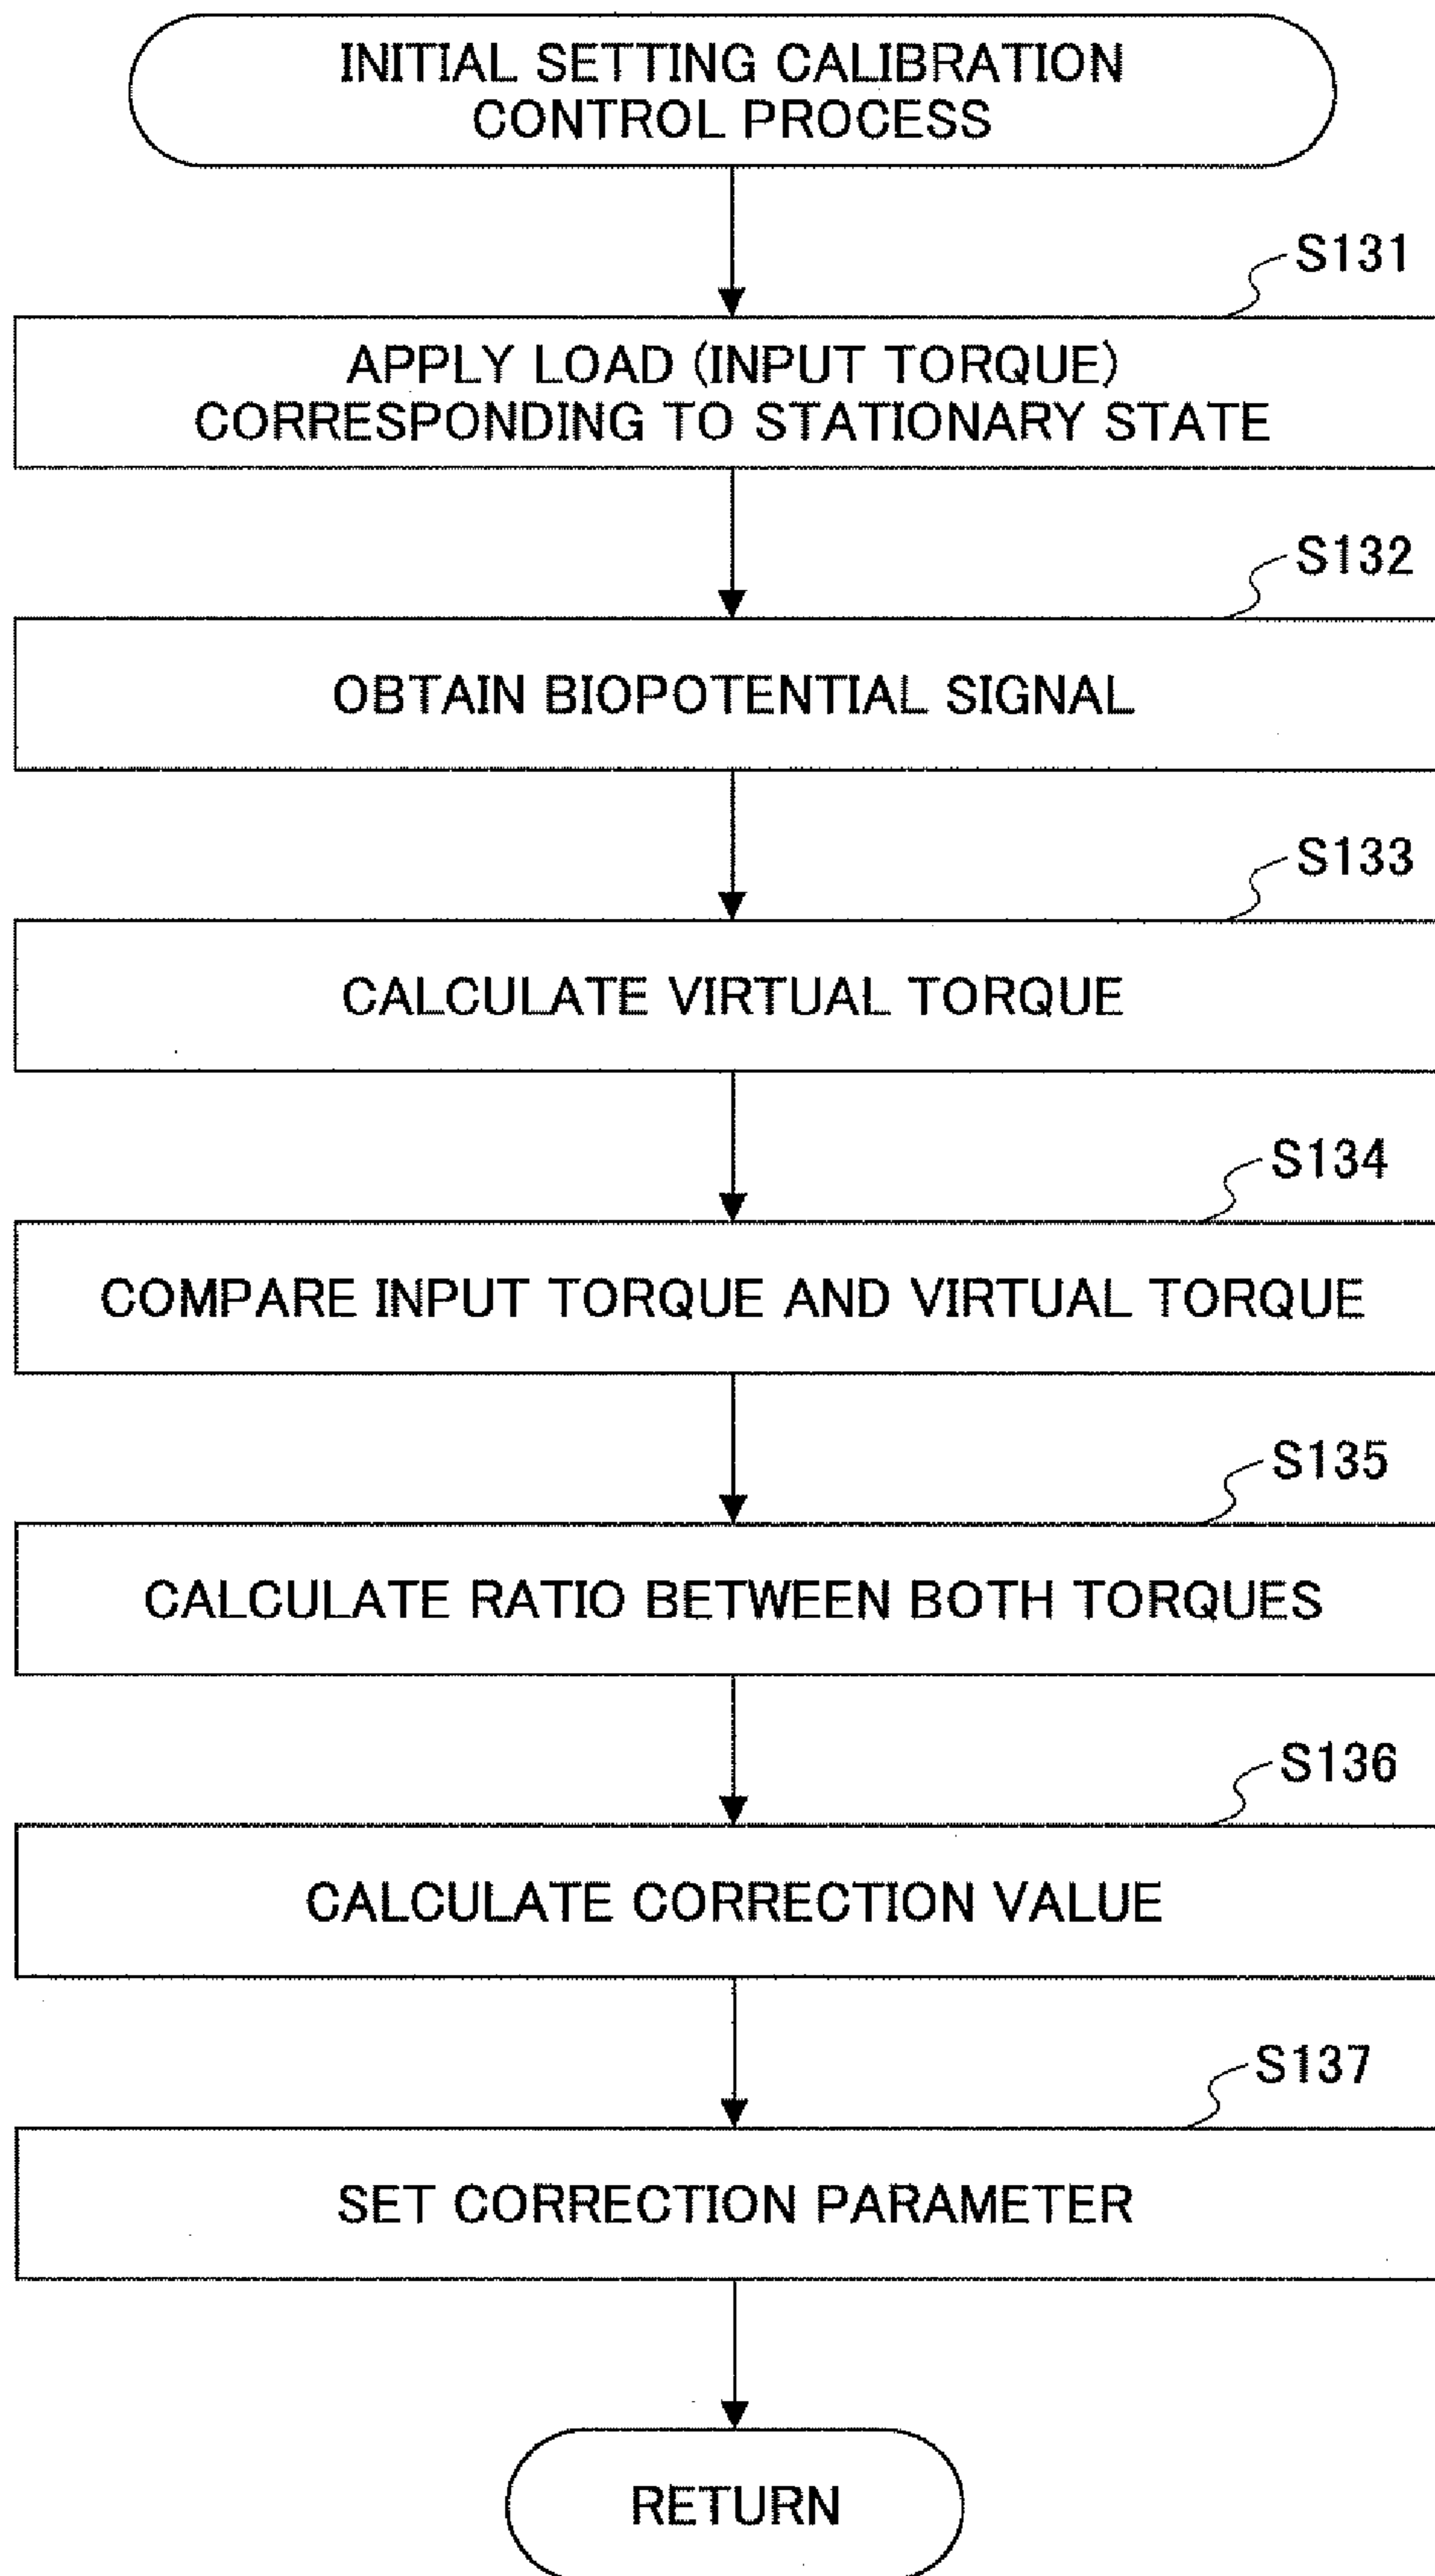 INITIAL SETTING CALIBRATION
CONTROL PROCESS
S131
APPLY LOAD (INPUT TORQUE)
CORRESPONDING TO STATIONARY STATE
S132
OBTAIN BIOPOTENTIAL SIGNAL
S133
CALCULATE VIRTUAL TORQUE
S134
COMPARE INPUT TORQUE AND VIRTUAL TORQUE
S135
CALCULATE RATIO BETWEEN BOTH TORQUES
S136
CALCULATE CORRECTION VALUE
S137
SET CORRECTION PARAMETER
RETURN